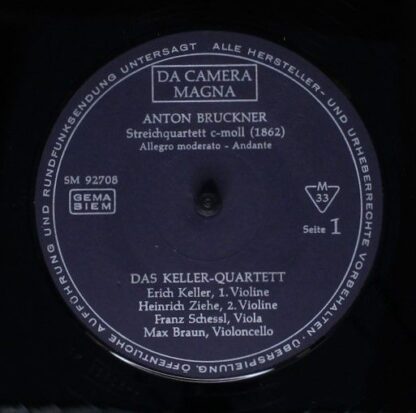 DA CAMERA
MAGNA
ANTON BRUCKNER
Streichquartett c-moll (1862)
Allegro moderato - Andante
SM 92708
GEMA
BIEM
M
33
Seite 1
DAS KELLER-QUARTETT
Erich Keller, 1. Violine
Heinrich Ziehe, 2. Violine
Franz Schessl, Viola
Max Braun, Violoncello
ALLE HERSTELLER- UND URHEBERRECHTE VORBEHALTEN · ÜBERSPIELUNG, ÖFFENTLICHE AUFFÜHRUNG UND RUNDFUNKSENDUNG UNTERSAGT